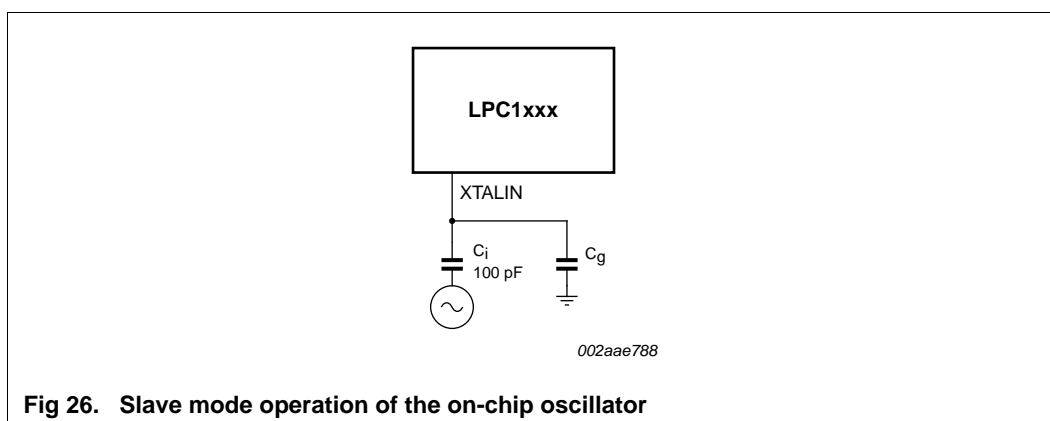 LPC1xxx
XTALIN
Ci
100 pF
Cg
002aae788
Fig 26. Slave mode operation of the on-chip oscillator